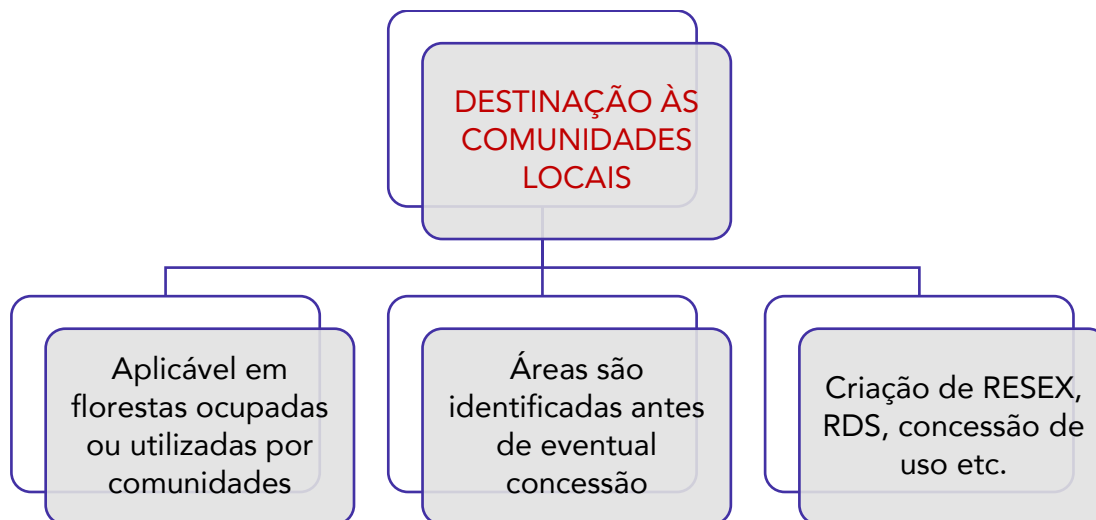 DESTINAÇÃO ÀS
COMUNIDADES
LOCAIS
Aplicável em
florestas ocupadas
ou utilizadas por
comunidades
Áreas são
identificadas antes
de eventual
concessão
Criação de RESEX,
RDS, concessão de
uso etc.